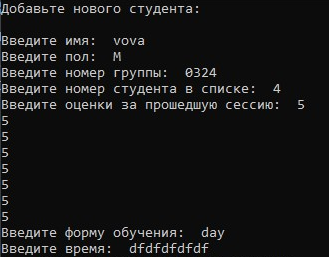 Добавьте нового студента:
Введите имя:  vova
Введите пол:  М
Введите номер группы:  0324
Введите номер студента в списке:  4
Введите оценки за прошедшую сессию:  5
5
5
5
5
5
5
5
Введите форму обучения:  day
Введите время:  dfdfdfdfdf